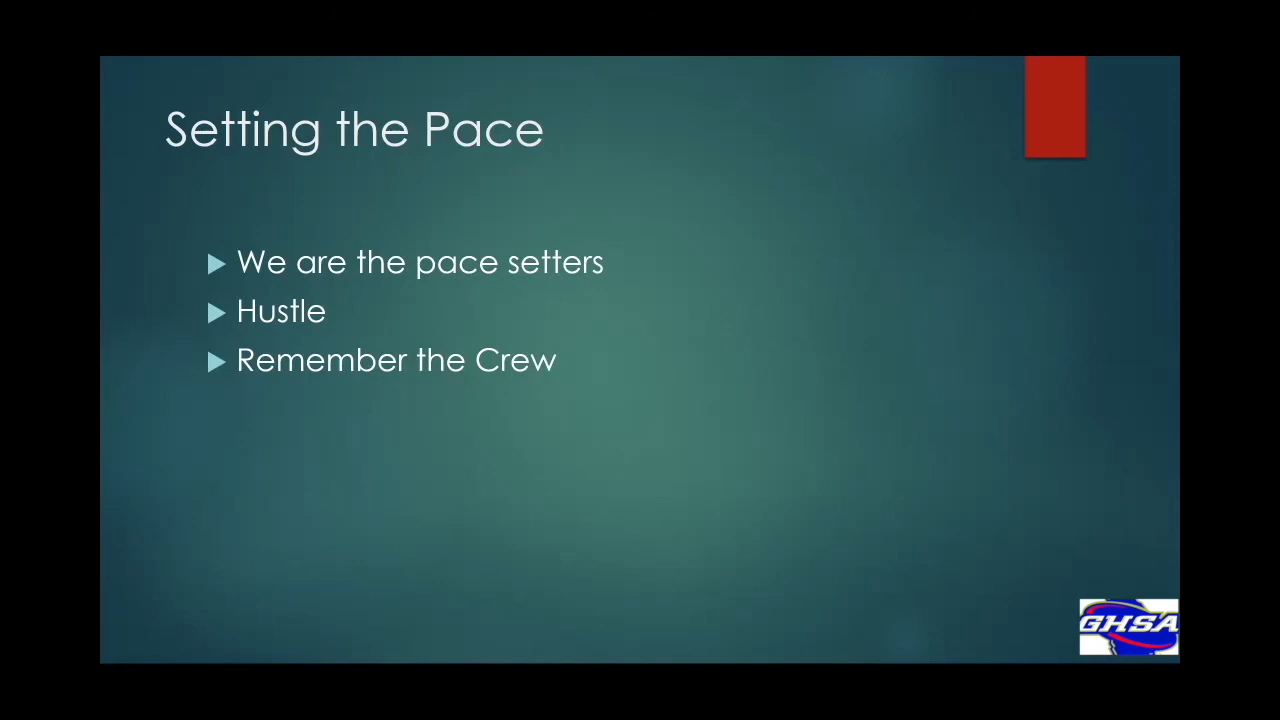 Setting the Pace
We are the pace setters
Hustle
Remember the Crew
GHSA